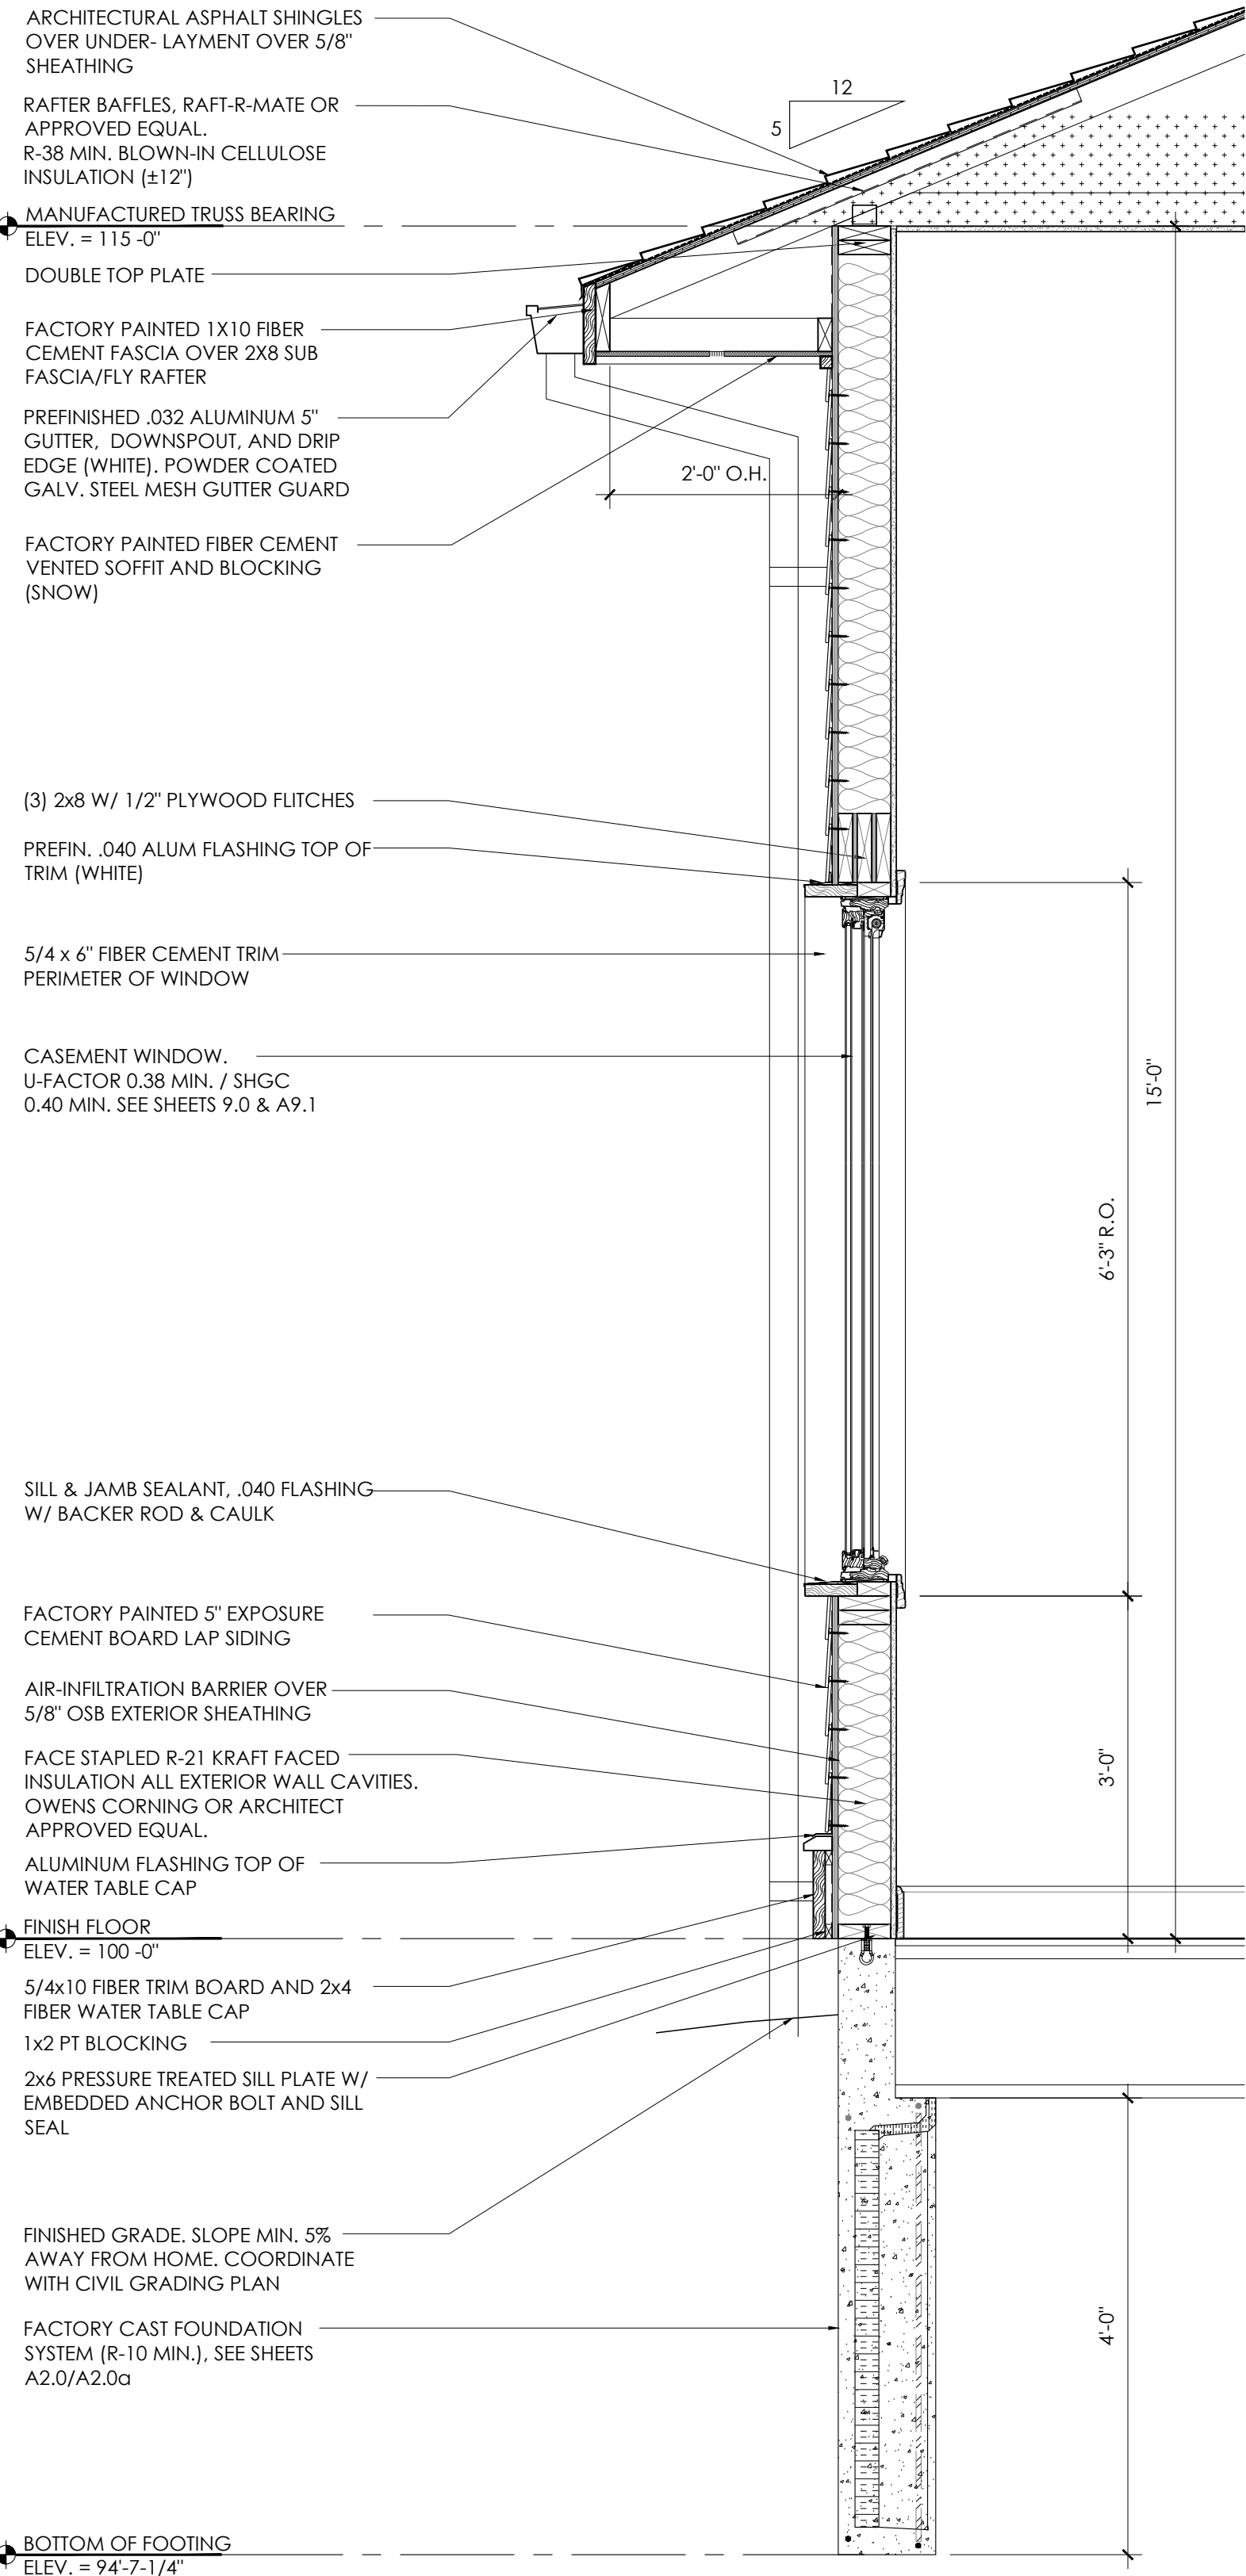 ARCHITECTURAL ASPHALT SHINGLES
OVER UNDER- LAYMENT OVER 5/8"
SHEATHING
12
5
RAFTER BAFFLES, RAFT-R-MATE OR
APPROVED EQUAL.
R-38 MIN. BLOWN-IN CELLULOSE
INSULATION (±12")
MANUFACTURED TRUSS BEARING
ELEV. = 115 -0"
DOUBLE TOP PLATE
FACTORY PAINTED 1X10 FIBER
CEMENT FASCIA OVER 2X8 SUB
FASCIA/FLY RAFTER
PREFINISHED .032 ALUMINUM 5"
GUTTER, DOWNSPOUT, AND DRIP
EDGE (WHITE). POWDER COATED
GALV. STEEL MESH GUTTER GUARD
2'-0" O.H.
FACTORY PAINTED FIBER CEMENT
VENTED SOFFIT AND BLOCKING
(SNOW)
(3) 2x8 W/ 1/2" PLYWOOD FLITCHES
PREFIN. .040 ALUM FLASHING TOP OF
TRIM (WHITE)
5/4 x 6" FIBER CEMENT TRIM
PERIMETER OF WINDOW
CASEMENT WINDOW.
U-FACTOR 0.38 MIN. / SHGC
0.40 MIN. SEE SHEETS 9.0 & A9.1
15'-0"
6'-3" R.O.
SILL & JAMB SEALANT, .040 FLASHING
W/ BACKER ROD & CAULK
FACTORY PAINTED 5" EXPOSURE
CEMENT BOARD LAP SIDING
AIR-INFILTRATION BARRIER OVER
5/8" OSB EXTERIOR SHEATHING
FACE STAPLED R-21 KRAFT FACED
INSULATION ALL EXTERIOR WALL CAVITIES.
OWENS CORNING OR ARCHITECT
APPROVED EQUAL.
3'-0"
ALUMINUM FLASHING TOP OF
WATER TABLE CAP
FINISH FLOOR
ELEV. = 100 -0"
5/4x10 FIBER TRIM BOARD AND 2x4
FIBER WATER TABLE CAP
1x2 PT BLOCKING
2x6 PRESSURE TREATED SILL PLATE W/
EMBEDDED ANCHOR BOLT AND SILL
SEAL
FINISHED GRADE. SLOPE MIN. 5%
AWAY FROM HOME. COORDINATE
WITH CIVIL GRADING PLAN
FACTORY CAST FOUNDATION
SYSTEM (R-10 MIN.), SEE SHEETS
A2.0/A2.0a
4'-0"
BOTTOM OF FOOTING
ELEV. = 94'-7-1/4"